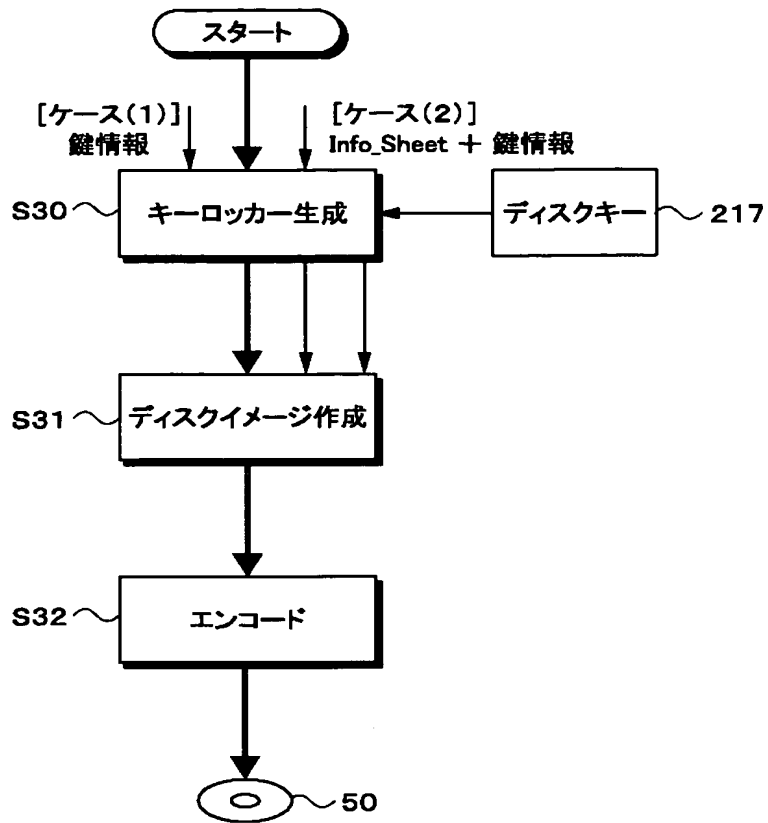 スタート
[ケース(1)]
鍵情報
[ケース(2)]
Info_Sheet + 鍵情報
S30
キーロッカー生成
ディスクキー
217
S31
ディスクイメージ作成
S32
エンコード
50